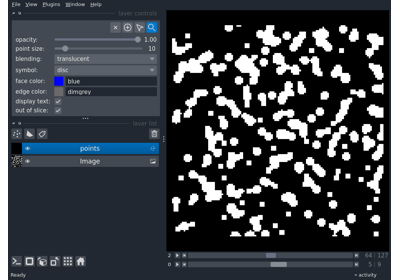 File View Plugins Window Help
layer controls
opacity: 1.00
point size: 10
blending: translucent
symbol: disc
face color: blue
edge color: dimgrey
display text:
out of slice:
layer list
points
Image
2 64 127
0 5 9
Ready activity